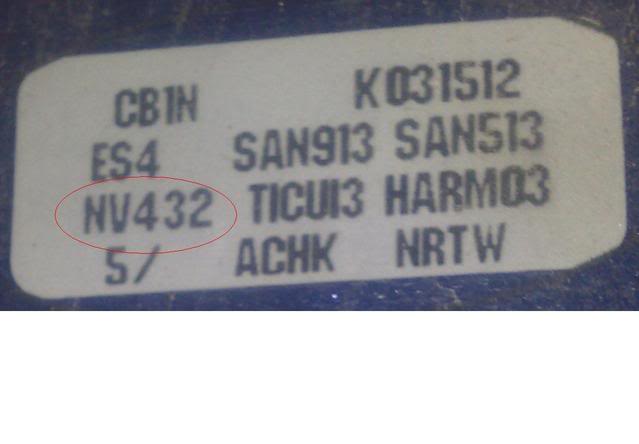 CB1N K031512
ES4 SAN913 SAN513
NV432 TICUI3 HARM03
5/ ACHK NRTW